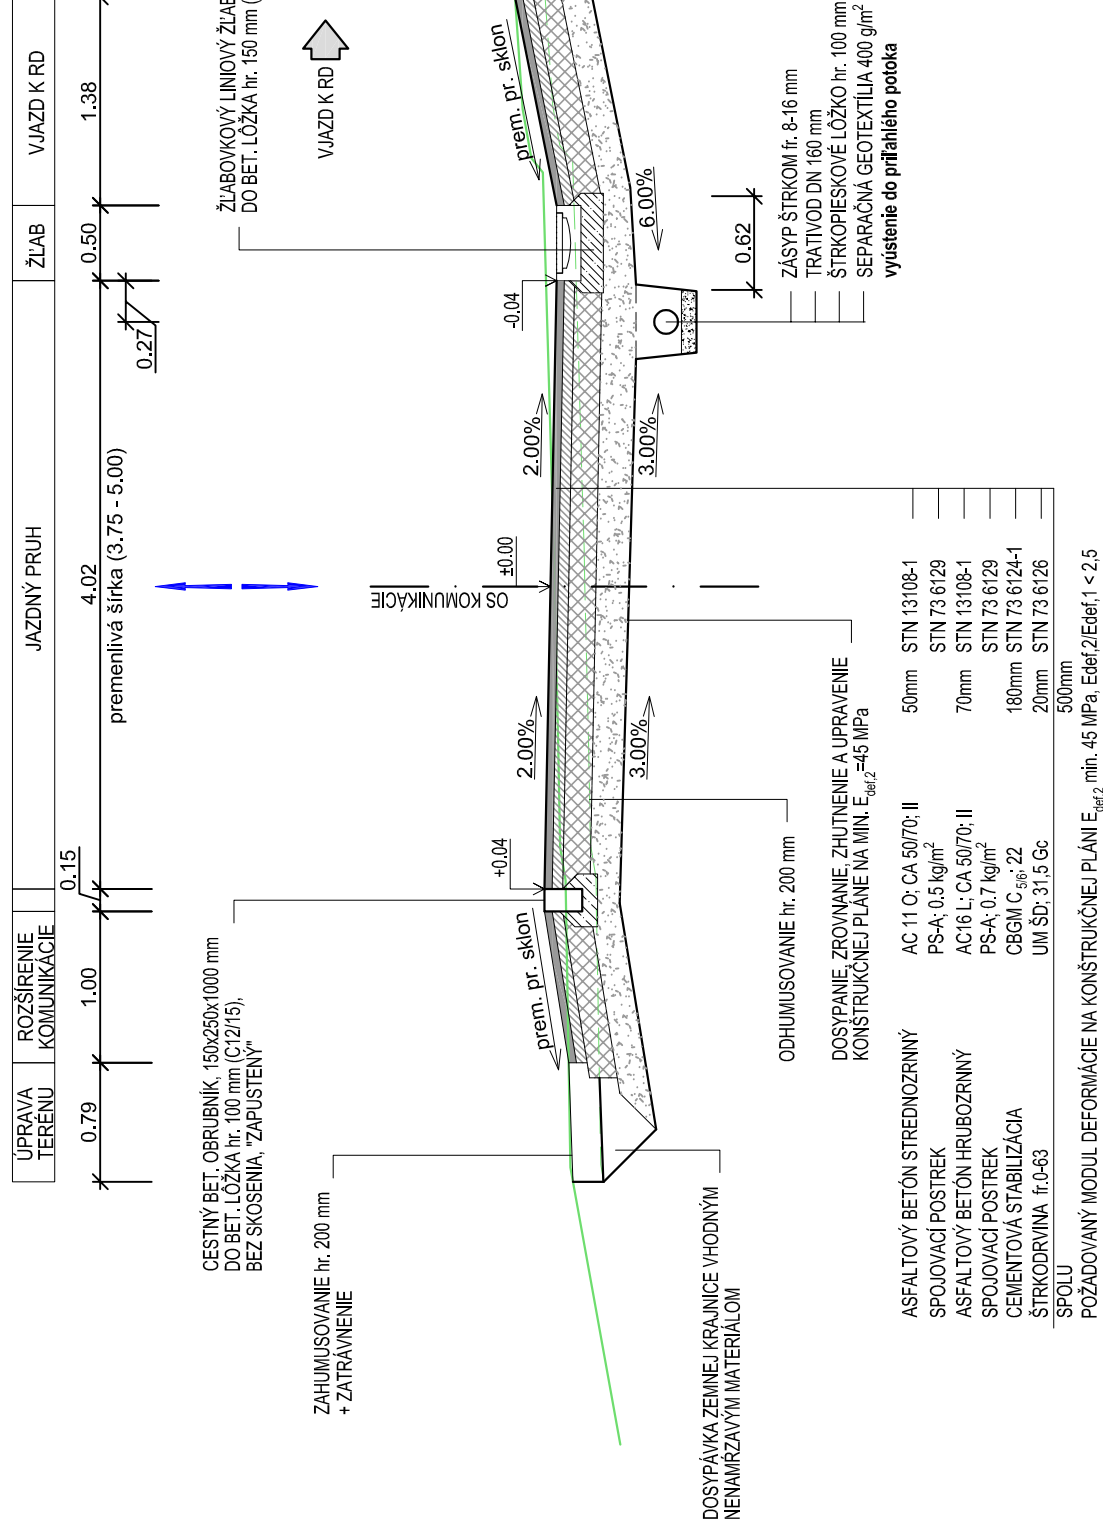 ÚPRAVA
TERÉNU
ROZŠÍRENIE
KOMUNIKÁCIE
JAZDNÝ PRUH
ŽĽAB
VJAZD K RD
0.79
1.00
0.15
4.02
0.50
1.38
premenlivá šírka (3.75 - 5.00)
0.27
CESTNÝ BET. OBRUBNÍK, 150x250x1000 mm
DO BET. LÔŽKA hr. 100 mm (C12/15),
BEZ SKOSENIA, "ZAPUSTENÝ"
ŽĽABOVKOVÝ LINIOVÝ ŽĽAB
DO BET. LÔŽKA hr. 150 mm (
VJAZD K RD
ZAHUMUSOVANIE hr. 200 mm
+ ZATRÁVNENIE
OS KOMUNIKÁCIE
+0.04
±0.00
-0.04
prem. pr. sklon
2.00%
2.00%
prem. pr. sklon
3.00%
3.00%
6.00%
0.62
DOSYPÁVKA ZEMNEJ KRAJNICE VHODNÝM
NENAMŔZAVÝM MATERIÁLOM
ODHUMUSOVANIE hr. 200 mm
DOSYPANIE, ZROVNANIE, ZHUTNENIE A UPRAVENIE
KONŠTRUKČNEJ PLÁNE NA MIN. Edef,2=45 MPa
ZÁSYP ŠTRKOM fr. 8-16 mm
TRATIVOD DN 160 mm
ŠTRKOPIESKOVÉ LÔŽKO hr. 100 mm
SEPARAČNÁ GEOTEXTÍLIA 400 g/m²
vyústenie do priľahlého potoka
ASFALTOVÝ BETÓN STREDNOZRNNÝ AC 11 O; CA 50/70; II 50mm STN 13108-1
SPOJOVACÍ POSTREK PS-A; 0.5 kg/m² STN 73 6129
ASFALTOVÝ BETÓN HRUBOZRNNÝ AC16 L; CA 50/70; II 70mm STN 13108-1
SPOJOVACÍ POSTREK PS-A; 0.7 kg/m² STN 73 6129
CEMENTOVÁ STABILIZÁCIA CBGM C5/6; 22 180mm STN 73 6124-1
ŠTRKODRVINA fr.0-63 UM ŠD; 31,5 Gc 20mm STN 73 6126
SPOLU 500mm
POŽADOVANÝ MODUL DEFORMÁCIE NA KONŠTRUKČNEJ PLÁNI Edef,2 min. 45 MPa, Edef,2/Edef,1 < 2,5